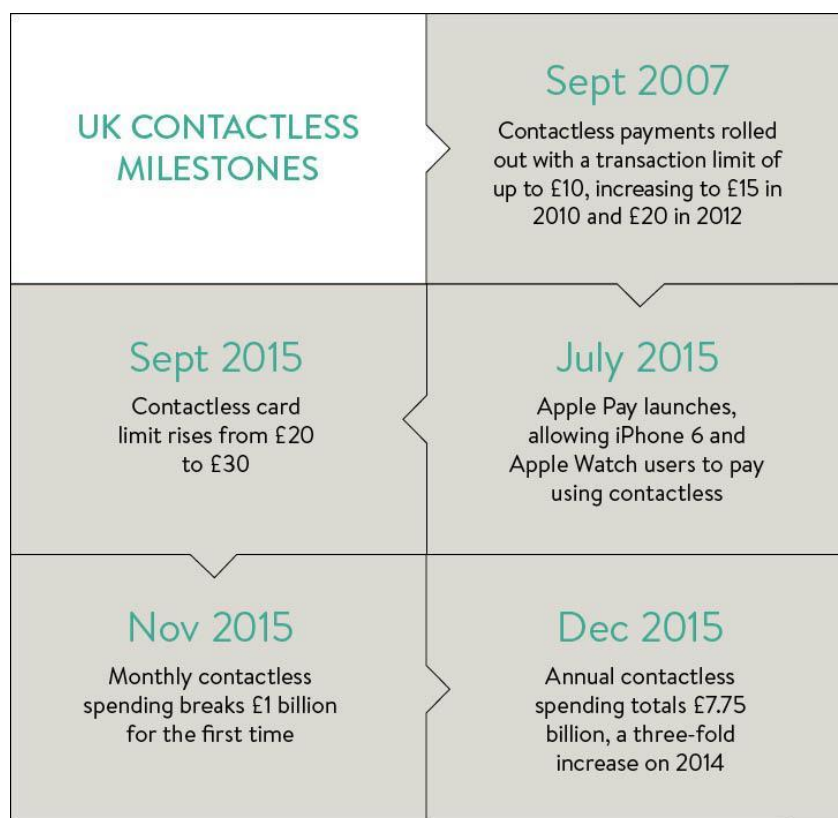 UK CONTACTLESS
MILESTONES
Sept 2007
Contactless payments rolled
out with a transaction limit of
up to £10, increasing to £15 in
2010 and £20 in 2012
July 2015
Apple Pay launches,
allowing iPhone 6 and
Apple Watch users to pay
using contactless
Sept 2015
Contactless card
limit rises from £20
to £30
Nov 2015
Monthly contactless
spending breaks £1 billion
for the first time
Dec 2015
Annual contactless
spending totals £7.75
billion, a three-fold
increase on 2014